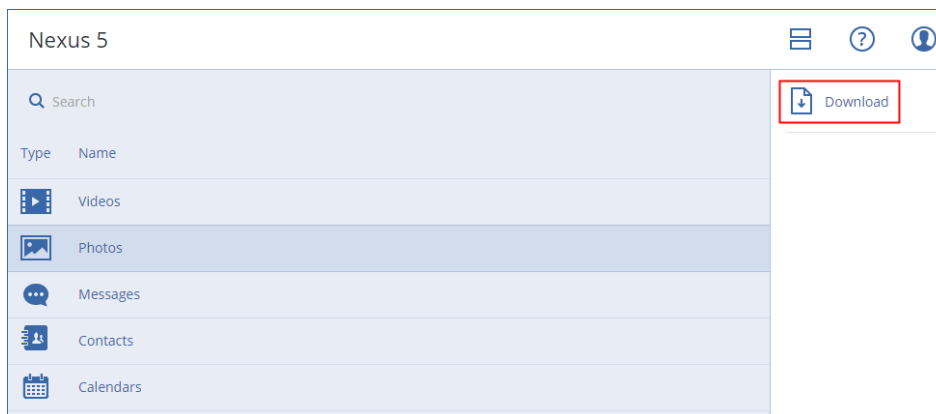 Nexus 5
?
Search
Download
Type Name
Videos
Photos
Messages
Contacts
Calendars